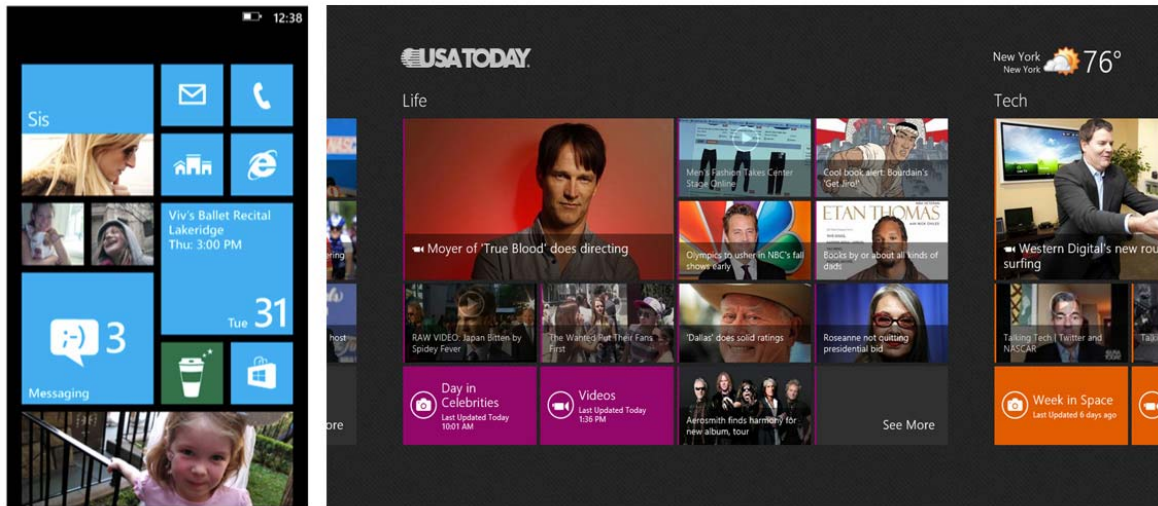 12:38
Sis
Viv's Ballet Recital
Lakeridge
Thu: 3:00 PM
Tue 31
:-) 3
Messaging
USA TODAY
New York
New York
76°
Life
Tech
Moyer of 'True Blood' does directing
Men's Fashion Takes Center
Stage Online
Cool book alert: Bourdain's
'Get Jiro!'
Olympics to usher in NBC's fall
shows early
ETAN THOMAS
Books by or about all kinds of
dads
Western Digital's new rou
surfing
ering
host
RAW VIDEO: Japan Bitten by
Spidey Fever
The Wanted Put Their Fans
First
'Dallas' does solid ratings
Roseanne not quitting
presidential bid
Talking Tech | Twitter and
NASCAR
Talki
ore
Day in
Celebrities
Last Updated Today
10:01 AM
Videos
Last Updated Today
1:36 PM
Aerosmith finds harmony for
new album, tour
See More
Week in Space
Last Updated 6 days ago